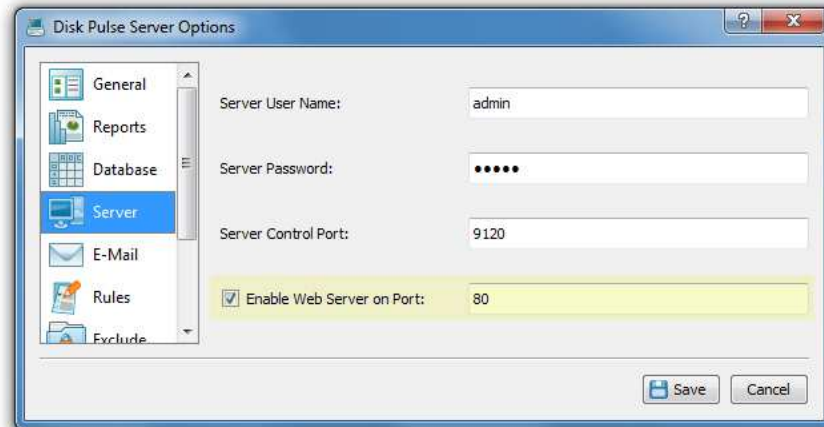 Disk Pulse Server Options
General
Reports
Database
Server
E-Mail
Rules
Exclude
Server User Name: admin
Server Password: •••••
Server Control Port: 9120
Enable Web Server on Port: 80
Save Cancel